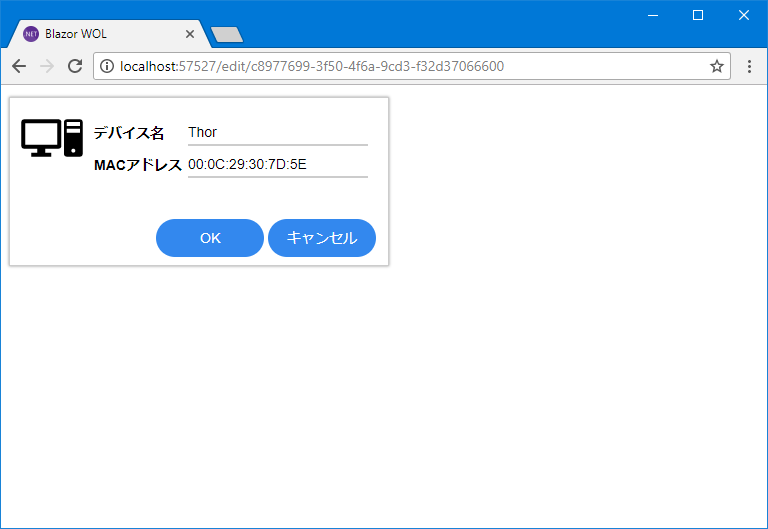 NET Blazor WOL
localhost:57527/edit/c8977699-3f50-4f6a-9cd3-f32d37066600
デバイス名 Thor
MACアドレス 00:0C:29:30:7D:5E
OK キャンセル